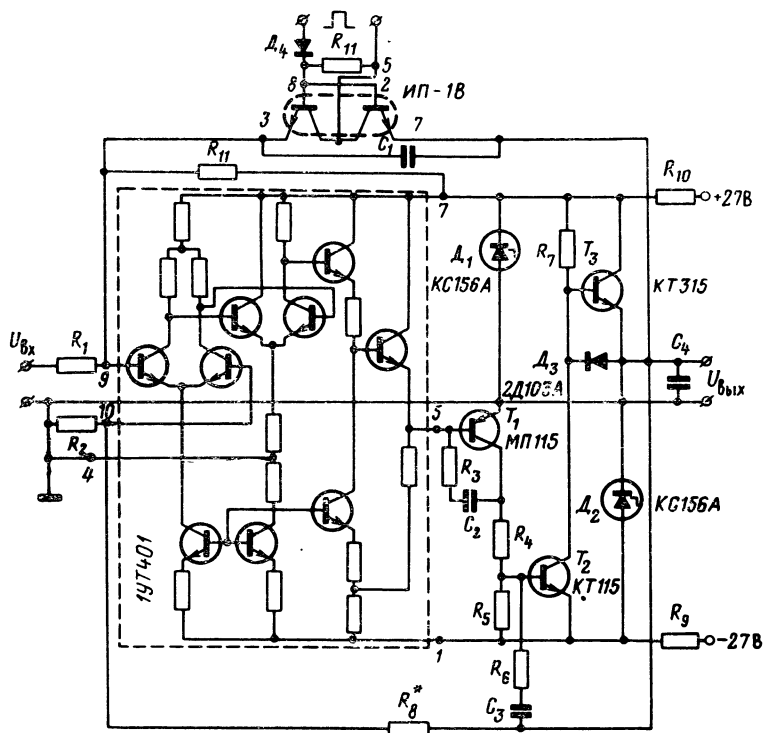 Д4
R11
5
8
2
ИП-1В
3
7
C1
R11
7
R10
+27В
Д1
КС156А
R7
T3
КТ315
Uвх
R1
9
Д3
C4
2Д103А
Uвых
10
R2
4
5
T1
МП115
R3
C2
Д2
КС156А
R4
T2
КТ115
R5
1УТ401
1
R9
-27В
R6
C3
R8*